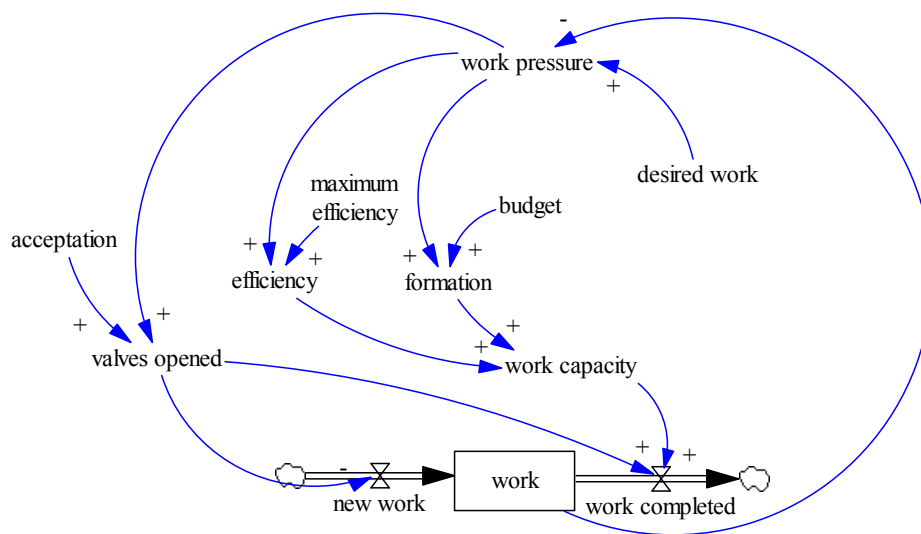 -
work pressure
+
desired work
maximum
efficiency
budget
acceptation
+
+
+
+
efficiency
formation
+
+
+
+
valves opened
work capacity
+
+
+
-
work
new work
work completed